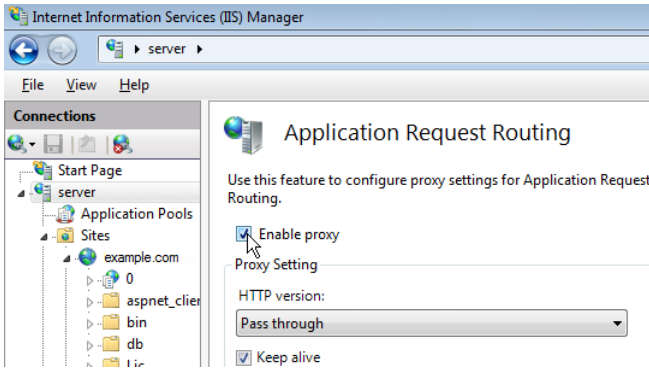 Internet Information Services (IIS) Manager
server
File View Help
Connections
Start Page
server
Application Pools
Sites
example.com
0
aspnet_clien
bin
db
Lic
Application Request Routing
Use this feature to configure proxy settings for Application Request
Routing.
Enable proxy
Proxy Setting
HTTP version:
Pass through
Keep alive